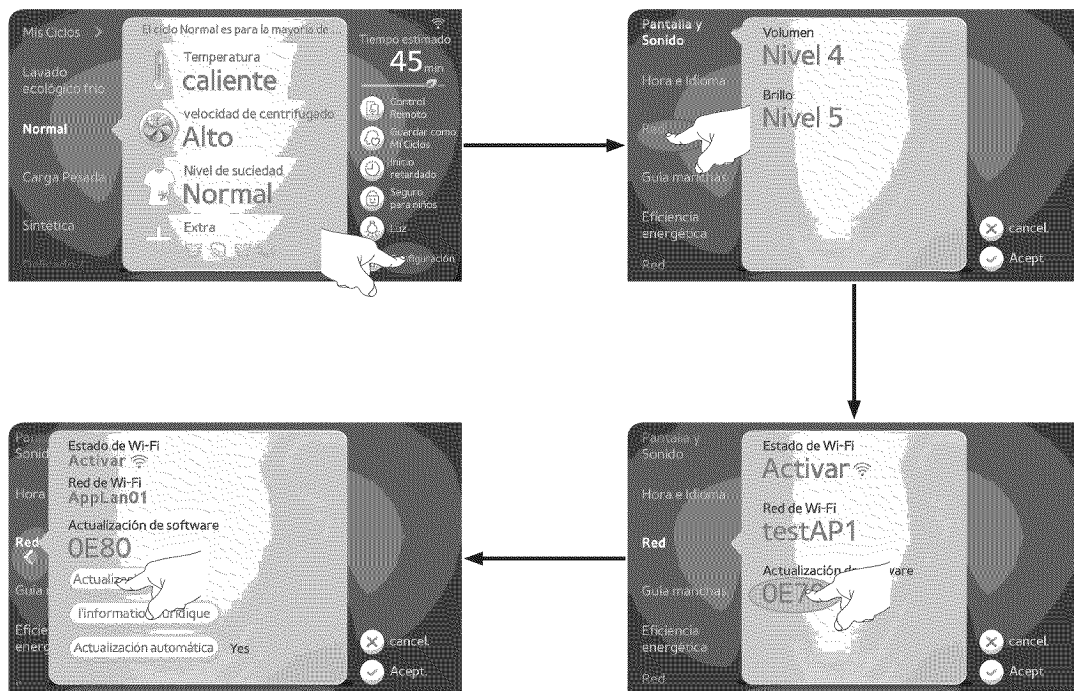 Mis Ciclos >
Lavado
ecológico frío
Normal
Carga Pesada
Sintética
El ciclo Normal es para la mayoría de ...
Temperatura
caliente
velocidad de centrifugado
Alto
Nivel de suciedad
Normal
Extra
Tiempo estimado
45 min
Control
Remoto
Guardar como
Mi Ciclos
Inicio
retardado
Seguro
para niños
Luz
Pantalla y
Sonido
Hora e Idioma
Guía manchas
Eficiencia
energética
Red
Volumen
Nivel 4
Brillo
Nivel 5
cancel.
Acept.
Hora
Red
Estado de Wi-Fi
Activar
Red de Wi-Fi
AppLan01
Actualización de software
0E80
Actualización automática Yes
cancel.
Acept.
Pantalla y
Sonido
Hora e Idioma
Red
Guía manchas
Eficiencia
energética
Red
Estado de Wi-Fi
Activar
Red de Wi-Fi
testAP1
cancel.
Acept.